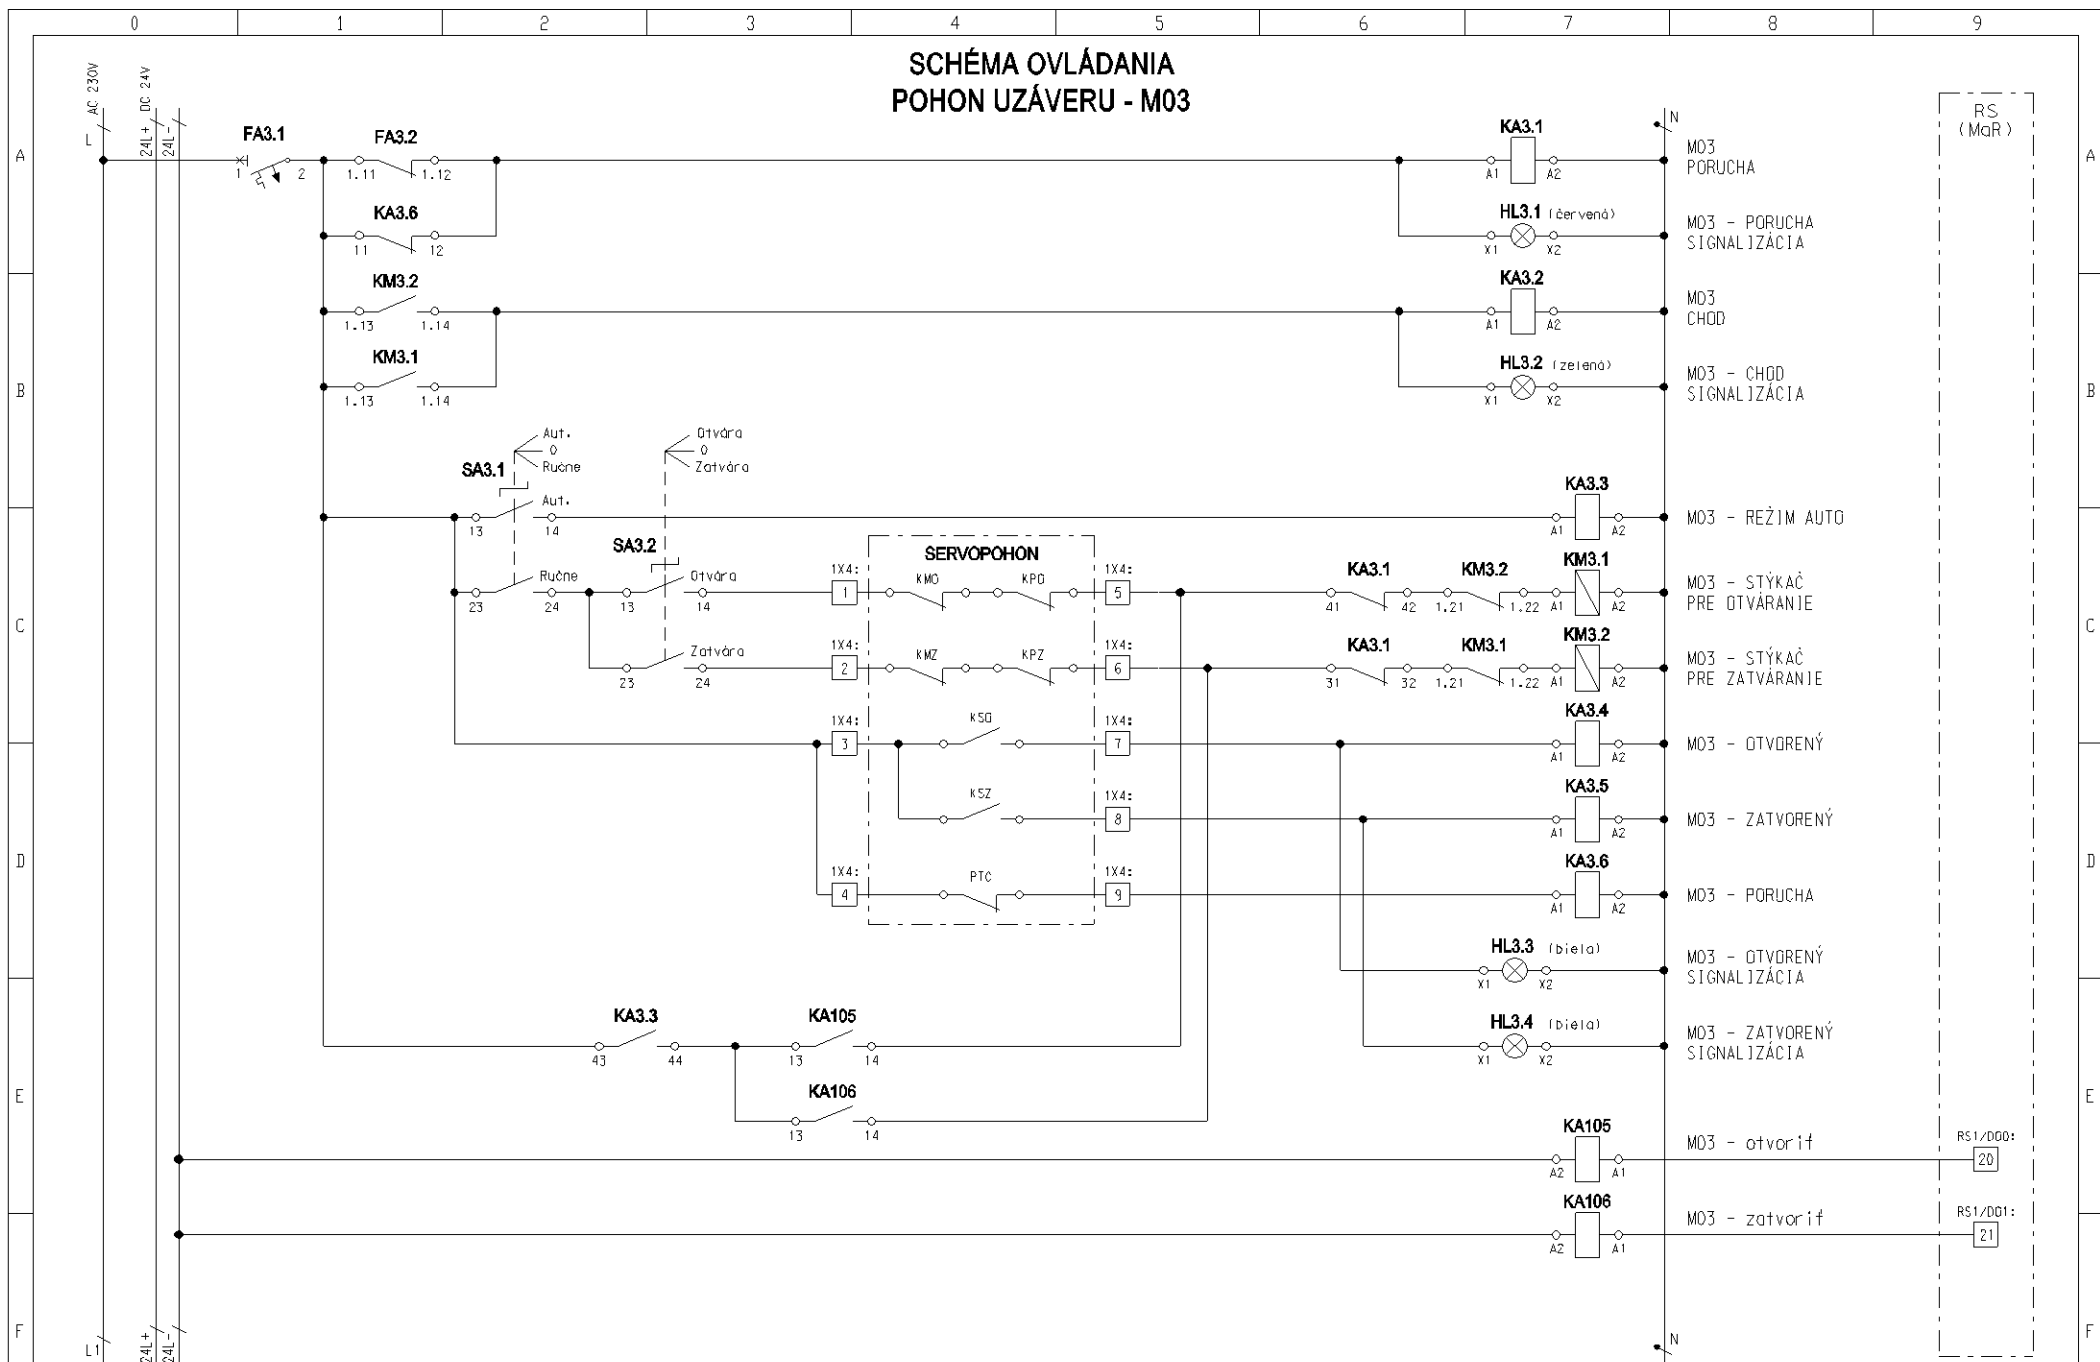 0 1 2 3 4 5 6 7 8 9
SCHÉMA OVLÁDANIA
POHON UZÁVERU - M03
AC 230V
DC 24V
L
24L+
24L-
N
RS
(MaR)
A
A
FA3.1
1
2
FA3.2
1.11
1.12
KA3.1
A1
A2
M03
PORUCHA
KA3.6
11
12
HL3.1 (červená)
X1
X2
M03 - PORUCHA
SIGNALIZÁCIA
KM3.2
1.13
1.14
KA3.2
A1
A2
M03
CHOD
B
B
KM3.1
1.13
1.14
HL3.2 (zelená)
X1
X2
M03 - CHOD
SIGNALIZÁCIA
SA3.1
Aut.
0
Ručne
Otvára
0
Zatvára
Aut.
13
14
KA3.3
A1
A2
M03 - REŽIM AUTO
C
C
Ručne
23
24
SA3.2
Otvára
13
14
1X4:
1
SERVOPOHON
KMO
KPO
1X4:
5
KA3.1
41
42
KM3.2
1.21
1.22
KM3.1
A1
A2
M03 - STÝKAČ
PRE OTVÁRANIE
Zatvára
23
24
1X4:
2
KMZ
KPZ
1X4:
6
KA3.1
31
32
KM3.1
1.21
1.22
KM3.2
A1
A2
M03 - STÝKAČ
PRE ZATVÁRANIE
1X4:
3
KSO
1X4:
7
KA3.4
A1
A2
M03 - OTVORENÝ
KSZ
1X4:
8
KA3.5
A1
A2
M03 - ZATVORENÝ
D
D
1X4:
4
PTC
1X4:
9
KA3.6
A1
A2
M03 - PORUCHA
HL3.3 (biela)
X1
X2
M03 - OTVORENÝ
SIGNALIZÁCIA
KA3.3
43
44
KA105
13
14
HL3.4 (biela)
X1
X2
M03 - ZATVORENÝ
SIGNALIZÁCIA
E
E
KA106
13
14
KA105
A2
A1
M03 - otvoriť
RS1/DO0:
20
KA106
A2
A1
M03 - zatvoriť
RS1/DO1:
21
F
F
L1
24L+
24L-
N